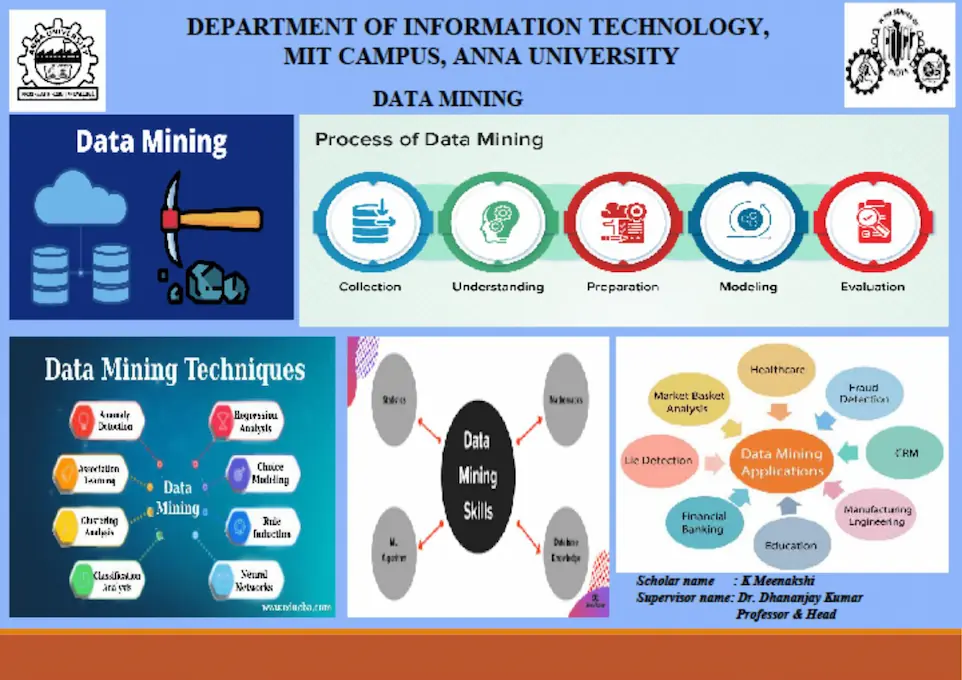 DEPARTMENT OF INFORMATION TECHNOLOGY,
MIT CAMPUS, ANNA UNIVERSITY
DATA MINING
ANNA UNIVERSITY
INDIA
Data Mining
Process of Data Mining
Collection
Understanding
Preparation
Modeling
Evaluation
Data Mining Techniques
Anomaly
Detection
Regression
Analysis
Association
Learning
Choice
Modeling
Data
Mining
Clustering
Analysis
Rule
Induction
Classification
Analysis
Neural
Networks
www.educba.com
Statistics
Mathematics
Data
Mining
Skills
ML
Database
Knowledge
Healthcare
Market Basket
Analysis
Fraud
Detection
Lie Detection
Data Mining
Applications
CRM
Financial
Banking
Manufacturing
Engineering
Education
Scholar name : K Meenakshi
Supervisor name: Dr. Dhananjay Kumar
Professor & Head